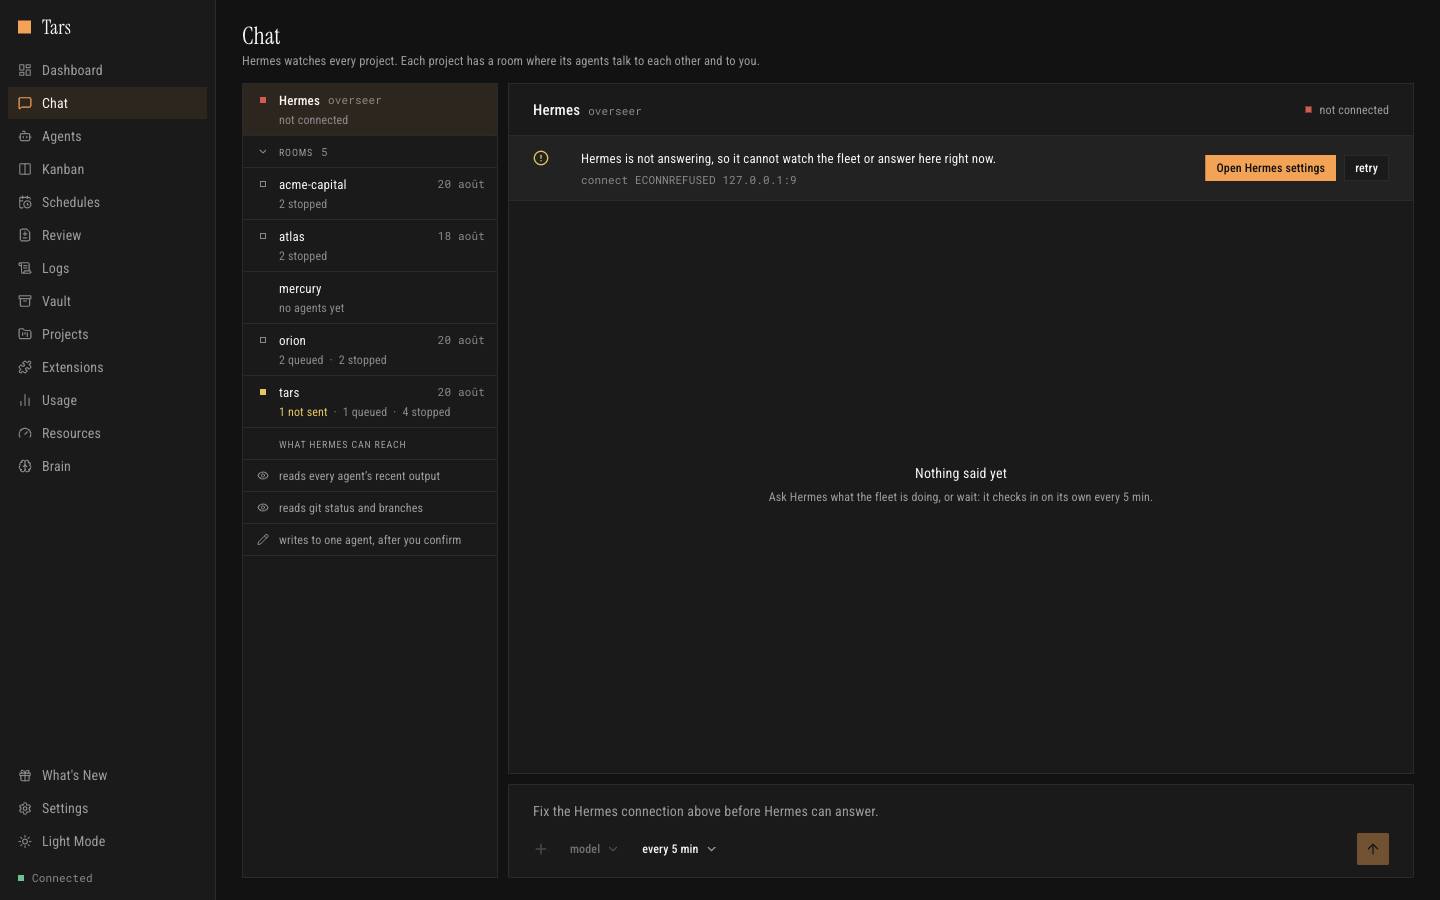 Tars
Dashboard
Chat
Agents
Kanban
Schedules
Review
Logs
Vault
Projects
Extensions
Usage
Resources
Brain
What's New
Settings
Light Mode
Connected
Chat
Hermes watches every project. Each project has a room where its agents talk to each other and to you.
Hermes overseer
not connected
ROOMS 5
acme-capital 20 août
2 stopped
atlas 18 août
2 stopped
mercury
no agents yet
orion 20 août
2 queued · 2 stopped
tars 20 août
1 not sent · 1 queued · 4 stopped
WHAT HERMES CAN REACH
reads every agent's recent output
reads git status and branches
writes to one agent, after you confirm
Hermes overseer not connected
Hermes is not answering, so it cannot watch the fleet or answer here right now.
connect ECONNREFUSED 127.0.0.1:9
Open Hermes settings retry
Nothing said yet
Ask Hermes what the fleet is doing, or wait: it checks in on its own every 5 min.
Fix the Hermes connection above before Hermes can answer.
model every 5 min